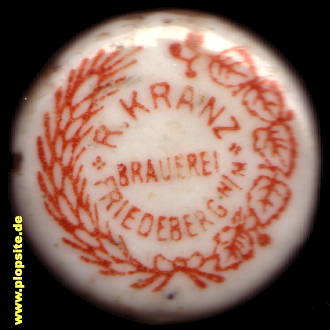 R. KRANZ
BRAUEREI
* FRIEDEBERG N/M *
www.plopsite.de